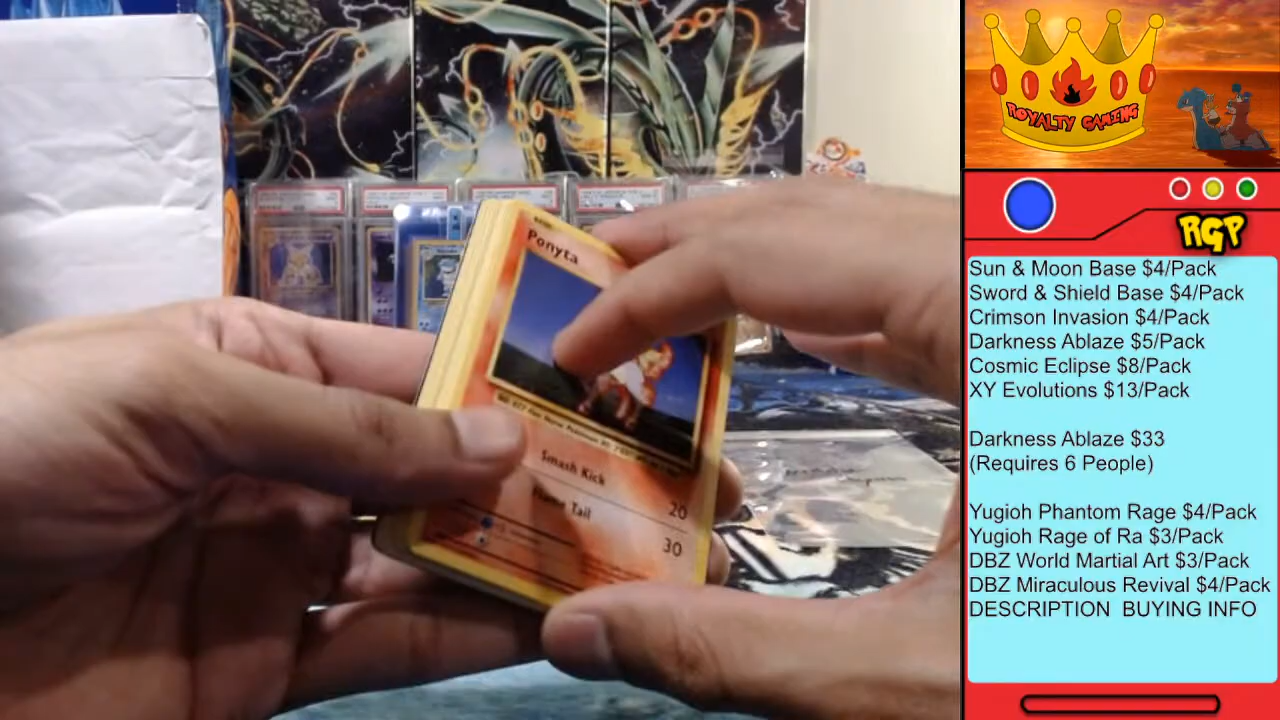 Ponyta
Smash Kick
20
Flame Tail
30
ROYALTY GAMING
RGP
Sun & Moon Base $4/Pack
Sword & Shield Base $4/Pack
Crimson Invasion $4/Pack
Darkness Ablaze $5/Pack
Cosmic Eclipse $8/Pack
XY Evolutions $13/Pack
Darkness Ablaze $33
(Requires 6 People)
Yugioh Phantom Rage $4/Pack
Yugioh Rage of Ra $3/Pack
DBZ World Martial Art $3/Pack
DBZ Miraculous Revival $4/Pack
DESCRIPTION BUYING INFO